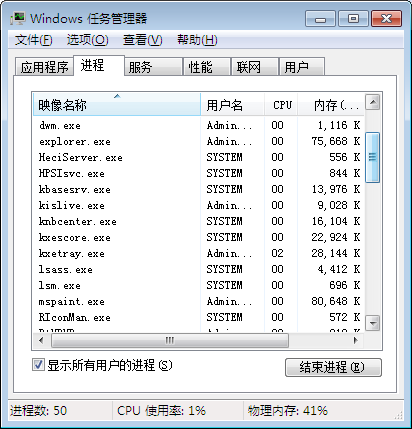 Windows 任务管理器
文件(F) 选项(O) 查看(V) 帮助(H)
应用程序 进程 服务 性能 联网 用户
映像名称 用户名 CPU 内存(...
dwm.exe Admin... 00 1,116 K
explorer.exe Admin... 00 75,668 K
HeciServer.exe SYSTEM 00 556 K
HPSIsvc.exe SYSTEM 00 844 K
kbasesrv.exe SYSTEM 00 13,976 K
kislive.exe Admin... 00 9,028 K
knbcenter.exe SYSTEM 00 16,104 K
kxescore.exe SYSTEM 00 22,924 K
kxetray.exe Admin... 02 28,144 K
lsass.exe SYSTEM 00 4,412 K
lsm.exe SYSTEM 00 696 K
mspaint.exe Admin... 00 80,648 K
RIconMan.exe SYSTEM 00 572 K
显示所有用户的进程(S) 结束进程(E)
进程数: 50 CPU 使用率: 1% 物理内存: 41%